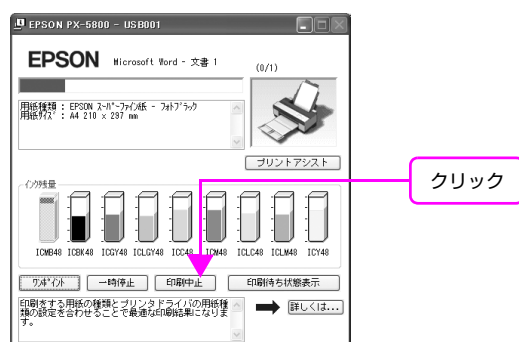 EPSON PX-5800 - USB001
EPSON Microsoft Word - 文書 1 (0/1)
用紙種類 : EPSON スーパーファイン紙 - フォトブラック
用紙サイズ : A4 210 × 297 mm
プリントアシスト
クリック
インク残量
ICMB48 ICBK48 ICGY48 ICLGY48 ICC48 ICM48 ICLC48 ICLM48 ICY48
ワンポイント 一時停止 印刷中止 印刷待ち状態表示
印刷をする用紙の種類とプリンタドライバの用紙種
類の設定を合わせることで最適な印刷結果になりま
す。
詳しくは...